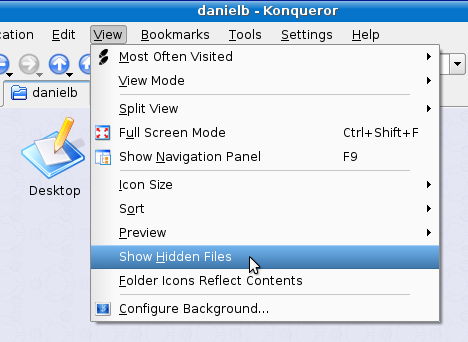 danielb - Konqueror
cation Edit View Bookmarks Tools Settings Help
danielb
Most Often Visited
View Mode
Split View
Full Screen Mode Ctrl+Shift+F
Show Navigation Panel F9
Icon Size
Sort
Preview
Show Hidden Files
Folder Icons Reflect Contents
Configure Background...
Desktop